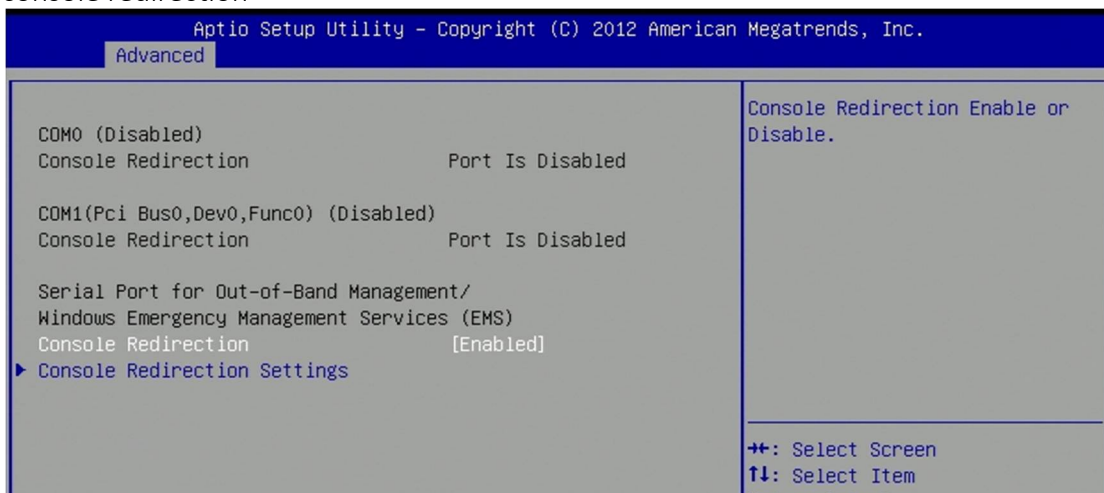 Aptio Setup Utility – Copyright (C) 2012 American Megatrends, Inc.
Advanced
COM0 (Disabled)
Console Redirection Port Is Disabled
COM1(Pci Bus0,Dev0,Func0) (Disabled)
Console Redirection Port Is Disabled
Serial Port for Out-of-Band Management/
Windows Emergency Management Services (EMS)
Console Redirection [Enabled]
▶ Console Redirection Settings
Console Redirection Enable or
Disable.
→←: Select Screen
↑↓: Select Item